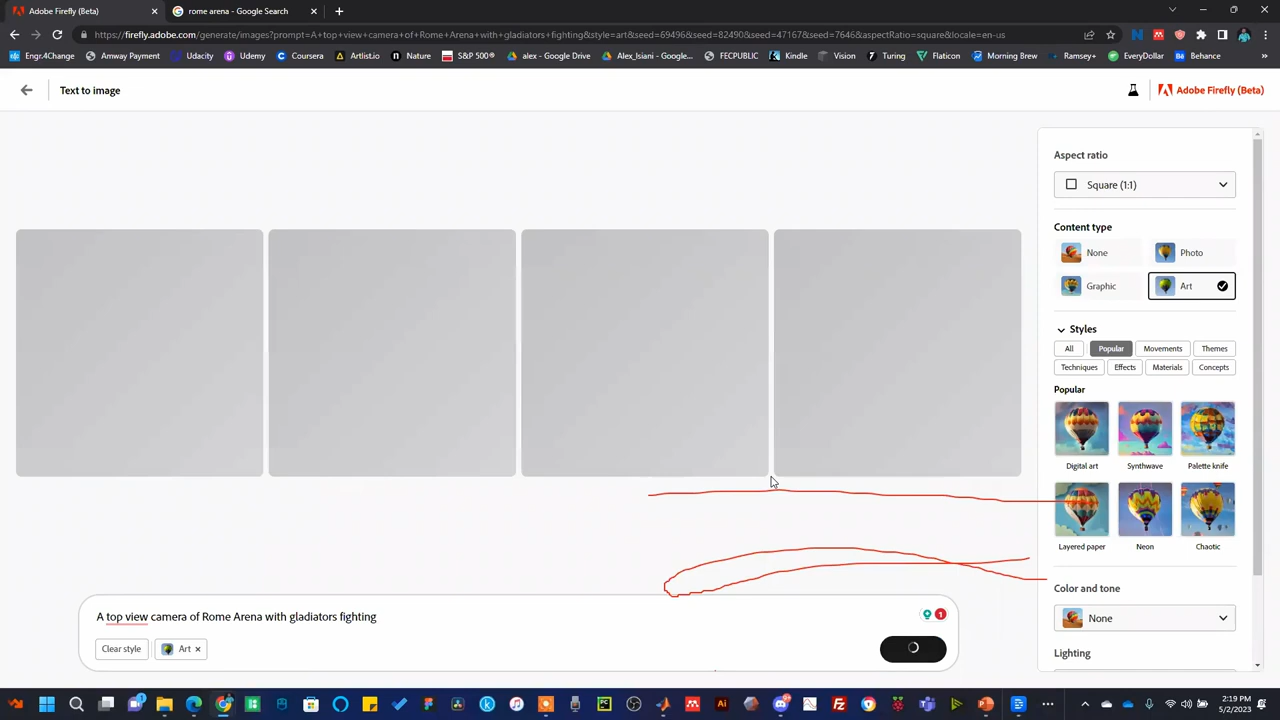 Adobe Firefly (Beta)
rome arena - Google Search
https://firefly.adobe.com/generate/images?prompt=A+top+view+camera+of+Rome+Arena+with+gladiators+fighting&style=art&seed=69496&seed=82490&seed=47167&seed=7646&aspectRatio=square&locale=en-us
Engr.4Change
Amway Payment
Udacity
Udemy
Coursera
Artlist.io
Nature
S&P 500®
alex - Google Drive
Alex_Isiani - Googl...
FECPUBLIC
Kindle
Vision
Turing
Flaticon
Morning Brew
Ramsey+
EveryDollar
Behance
Text to image
Adobe Firefly (Beta)
Aspect ratio
Square (1:1)
Content type
None
Photo
Graphic
Art
Styles
All
Popular
Movements
Themes
Techniques
Effects
Materials
Concepts
Popular
Digital art
Synthwave
Palette knife
Layered paper
Neon
Chaotic
Color and tone
None
Lighting
A top view camera of Rome Arena with gladiators fighting
1
Clear style
Art
2:19 PM
5/2/2023